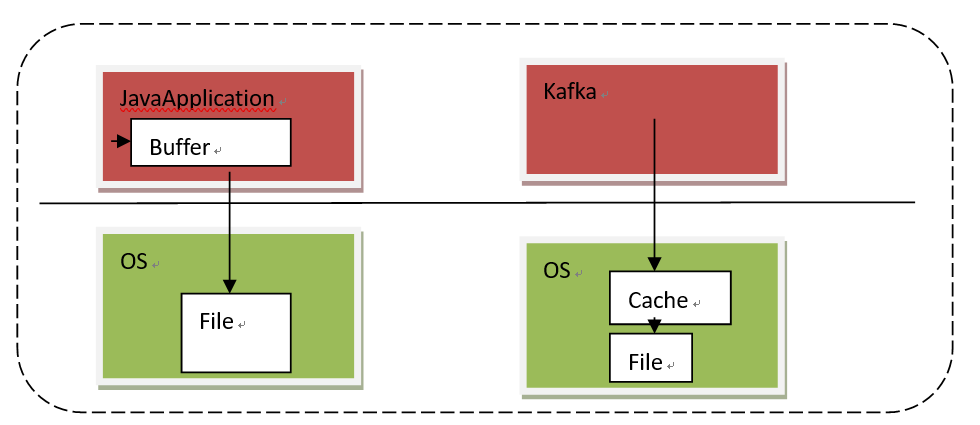 JavaApplication
Buffer
OS
File
Kafka
OS
Cache
File